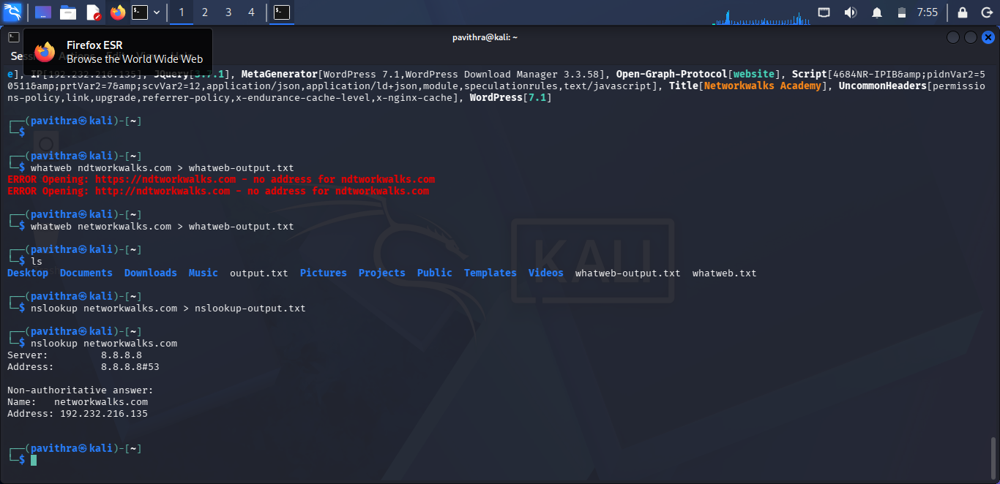 1 2 3 4 7:55
pavithra@kali: ~
Firefox ESR
Browse the World Wide Web
e], IP[192.232.216.135], JQuery[3.7.1], MetaGenerator[WordPress 7.1,WordPress Download Manager 3.3.58], Open-Graph-Protocol[website], Script[4684NR-IPIB&amp;pidnVar2=5
0511&amp;prtVar2=7&amp;scvVar2=12,application/json,application/ld+json,module,speculationrules,text/javascript], Title[Networkwalks Academy], UncommonHeaders[permissio
ns-policy,link,upgrade,referrer-policy,x-endurance-cache-level,x-nginx-cache], WordPress[7.1]
┌──(pavithra㉿kali)-[~]
└─$
┌──(pavithra㉿kali)-[~]
└─$ whatweb ndtworkwalks.com > whatweb-output.txt
ERROR Opening: https://ndtworkwalks.com - no address for ndtworkwalks.com
ERROR Opening: http://ndtworkwalks.com - no address for ndtworkwalks.com
┌──(pavithra㉿kali)-[~]
└─$ whatweb networkwalks.com > whatweb-output.txt
┌──(pavithra㉿kali)-[~]
└─$ ls
Desktop Documents Downloads Music output.txt Pictures Projects Public Templates Videos whatweb-output.txt whatweb.txt
┌──(pavithra㉿kali)-[~]
└─$ nslookup networkwalks.com > nslookup-output.txt
┌──(pavithra㉿kali)-[~]
└─$ nslookup networkwalks.com
Server: 8.8.8.8
Address: 8.8.8.8#53
Non-authoritative answer:
Name: networkwalks.com
Address: 192.232.216.135
┌──(pavithra㉿kali)-[~]
└─$
KALI